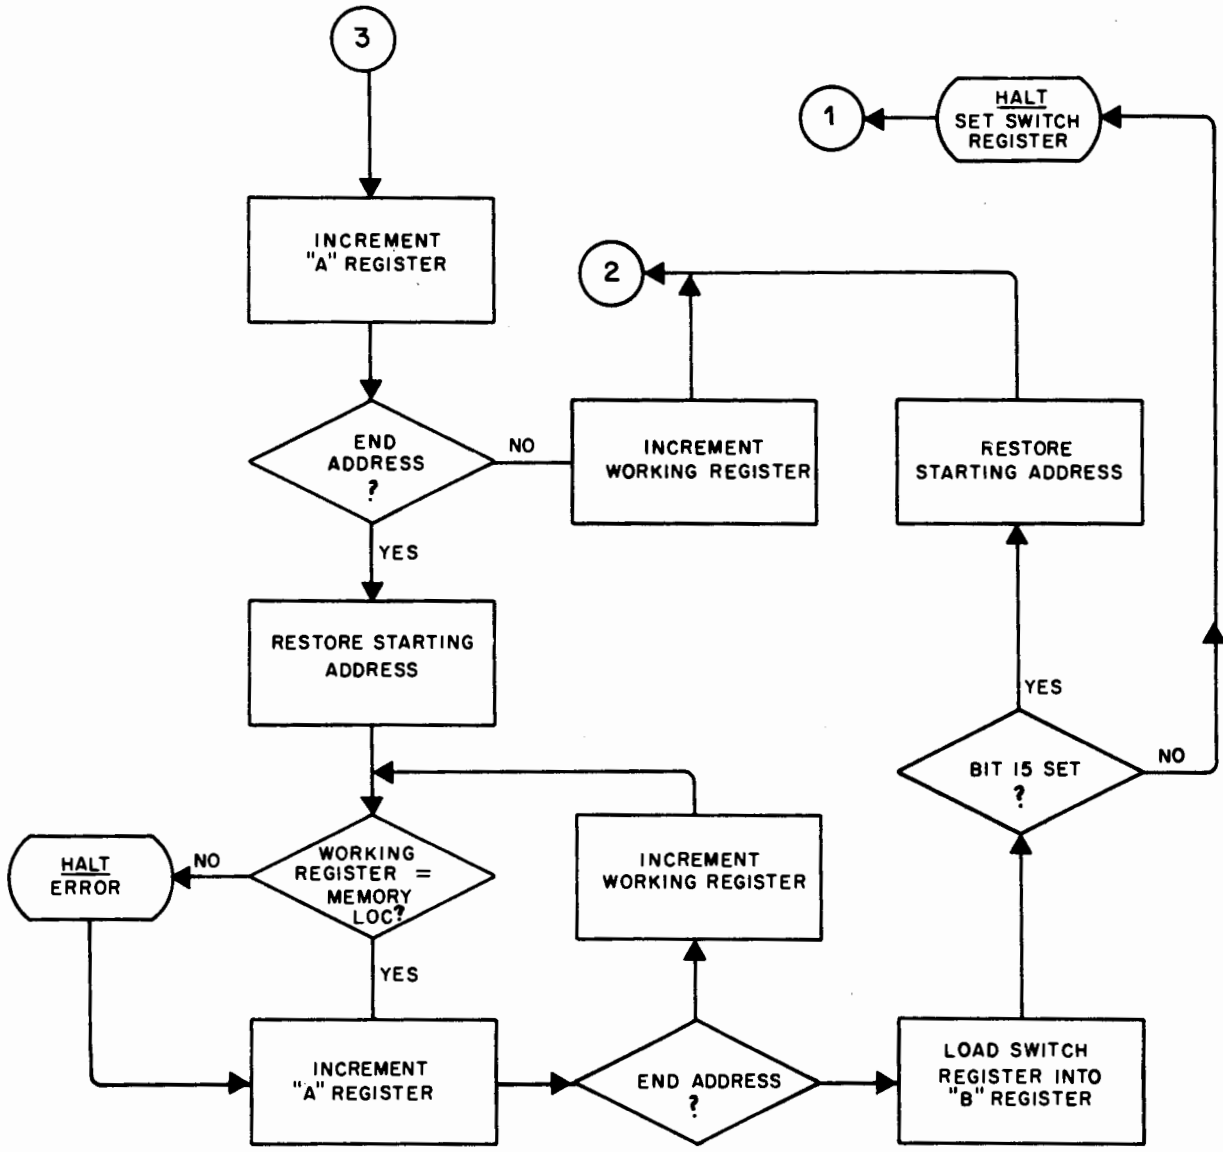 3
1
HALT
SET SWITCH
REGISTER
INCREMENT
"A" REGISTER
2
END
ADDRESS
?
NO
INCREMENT
WORKING REGISTER
RESTORE
STARTING ADDRESS
YES
RESTORE STARTING
ADDRESS
YES
BIT 15 SET
?
NO
HALT
ERROR
NO
WORKING
REGISTER =
MEMORY
LOC?
INCREMENT
WORKING REGISTER
YES
INCREMENT
"A" REGISTER
END ADDRESS
?
LOAD SWITCH
REGISTER INTO
"B" REGISTER